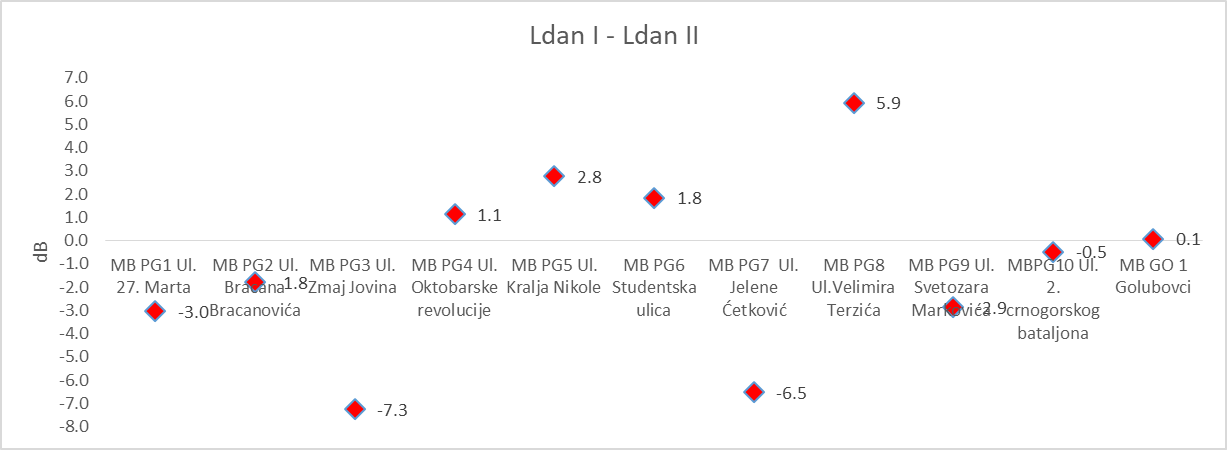 Ldan I - Ldan II
dB
7.0
6.0
5.0
4.0
3.0
2.0
1.0
0.0
-1.0
-2.0
-3.0
-4.0
-5.0
-6.0
-7.0
-8.0
-3.0
-1.8
-7.3
1.1
2.8
1.8
-6.5
5.9
-2.9
-0.5
0.1
MB PG1 Ul.
27. Marta
MB PG2 Ul.
Bracana
Bracanovića
MB PG3 Ul.
Zmaj Jovina
MB PG4 Ul.
Oktobarske
revolucije
MB PG5 Ul.
Kralja Nikole
MB PG6
Studentska
ulica
MB PG7 Ul.
Jelene
Ćetković
MB PG8
Ul.Velimira
Terzića
MB PG9 Ul.
Svetozara
Markovića
MBPG10 Ul.
2.
crnogorskog
bataljona
MB GO 1
Golubovci